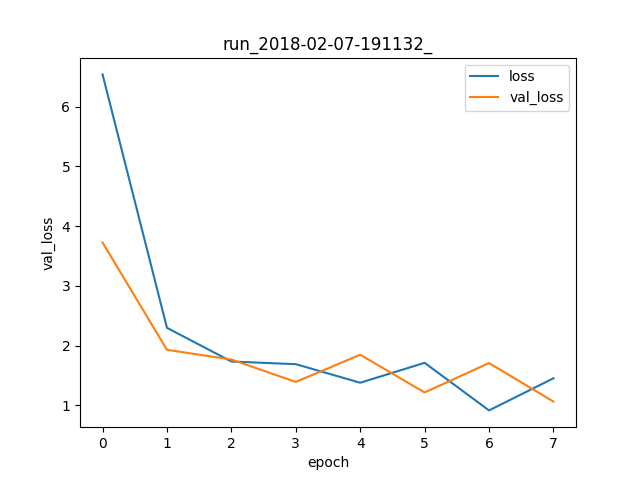 run_2018-02-07-191132_
loss
val_loss
6
5
4
3
2
1
val_loss
0 1 2 3 4 5 6 7
epoch